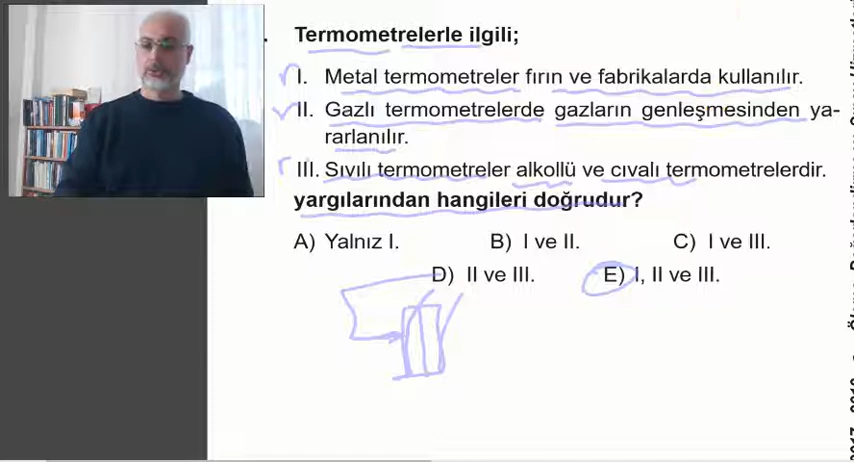 Termometrelerle ilgili;
I. Metal termometreler fırın ve fabrikalarda kullanılır.
II. Gazlı termometrelerde gazların genleşmesinden ya-
rarlanılır.
III. Sıvılı termometreler alkollü ve cıvalı termometrelerdir.
yargılarından hangileri doğrudur?
A) Yalnız I. B) I ve II. C) I ve III.
D) II ve III. E) I, II ve III.